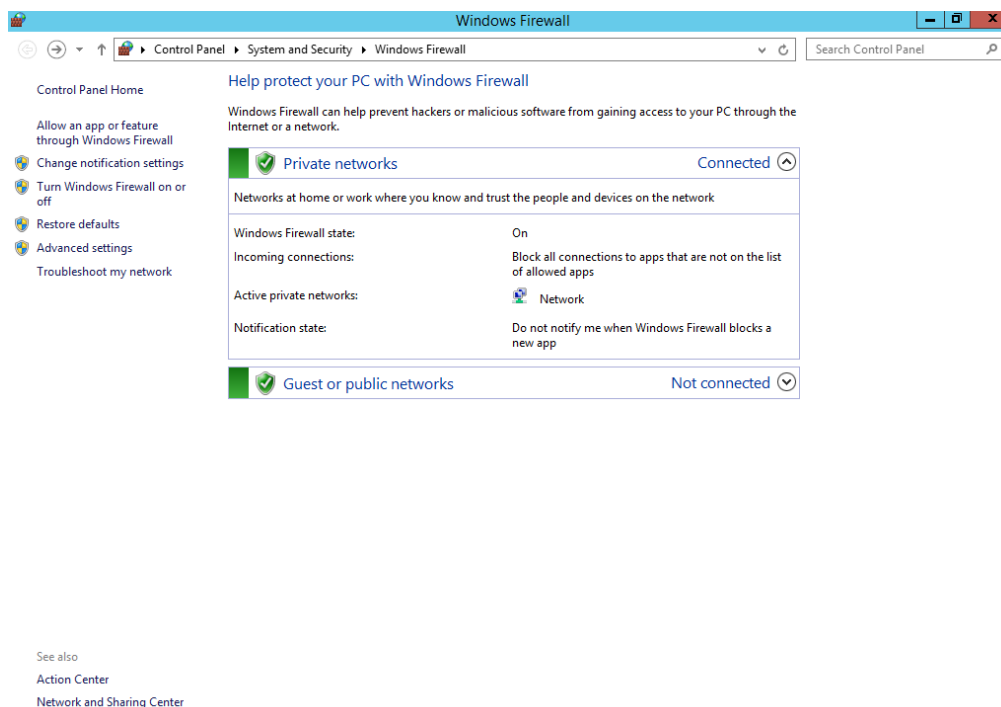 Windows Firewall
Control Panel System and Security Windows Firewall
Search Control Panel
Control Panel Home
Allow an app or feature
through Windows Firewall
Change notification settings
Turn Windows Firewall on or
off
Restore defaults
Advanced settings
Troubleshoot my network
Help protect your PC with Windows Firewall
Windows Firewall can help prevent hackers or malicious software from gaining access to your PC through the
Internet or a network.
Private networks Connected
Networks at home or work where you know and trust the people and devices on the network
Windows Firewall state: On
Incoming connections: Block all connections to apps that are not on the list
of allowed apps
Active private networks: Network
Notification state: Do not notify me when Windows Firewall blocks a
new app
Guest or public networks Not connected
See also
Action Center
Network and Sharing Center